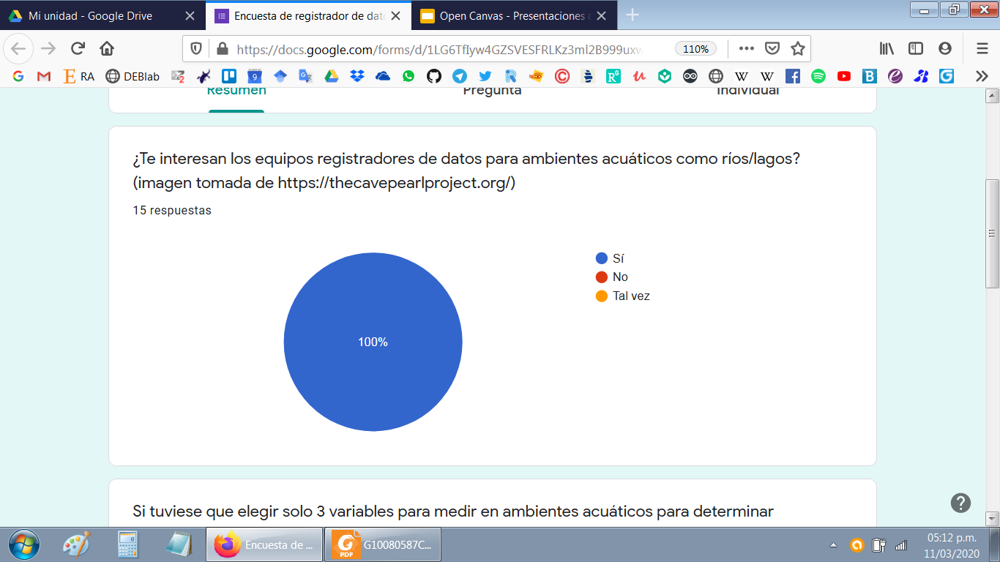 Mi unidad - Google Drive
Encuesta de registrador de dat
Open Canvas - Presentaciones
https://docs.google.com/forms/d/1LG6TfIyw4GZSVESFRLKz3ml2B999uxw
110%
RA
DEBlab
Resumen
Pregunta
Individual
¿Te interesan los equipos registradores de datos para ambientes acuáticos como ríos/lagos?
(imagen tomada de https://thecavepearlproject.org/)
15 respuestas
100%
Sí
No
Tal vez
Si tuviese que elegir solo 3 variables para medir en ambientes acuáticos para determinar
Encuesta de ...
PDF
G10080587C...
05:12 p.m.
11/03/2020